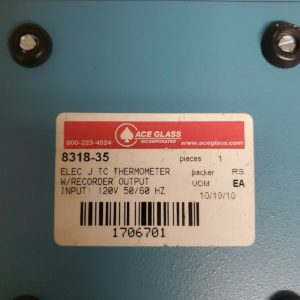 ACE GLASS
INCORPORATED
800-223-4524
www.aceglass.com
8318-35 pieces 1
ELEC J TC THERMOMETER packer RS
W/RECORDER OUTPUT UOM EA
INPUT: 120V 50/60 HZ 10/19/10
1706701